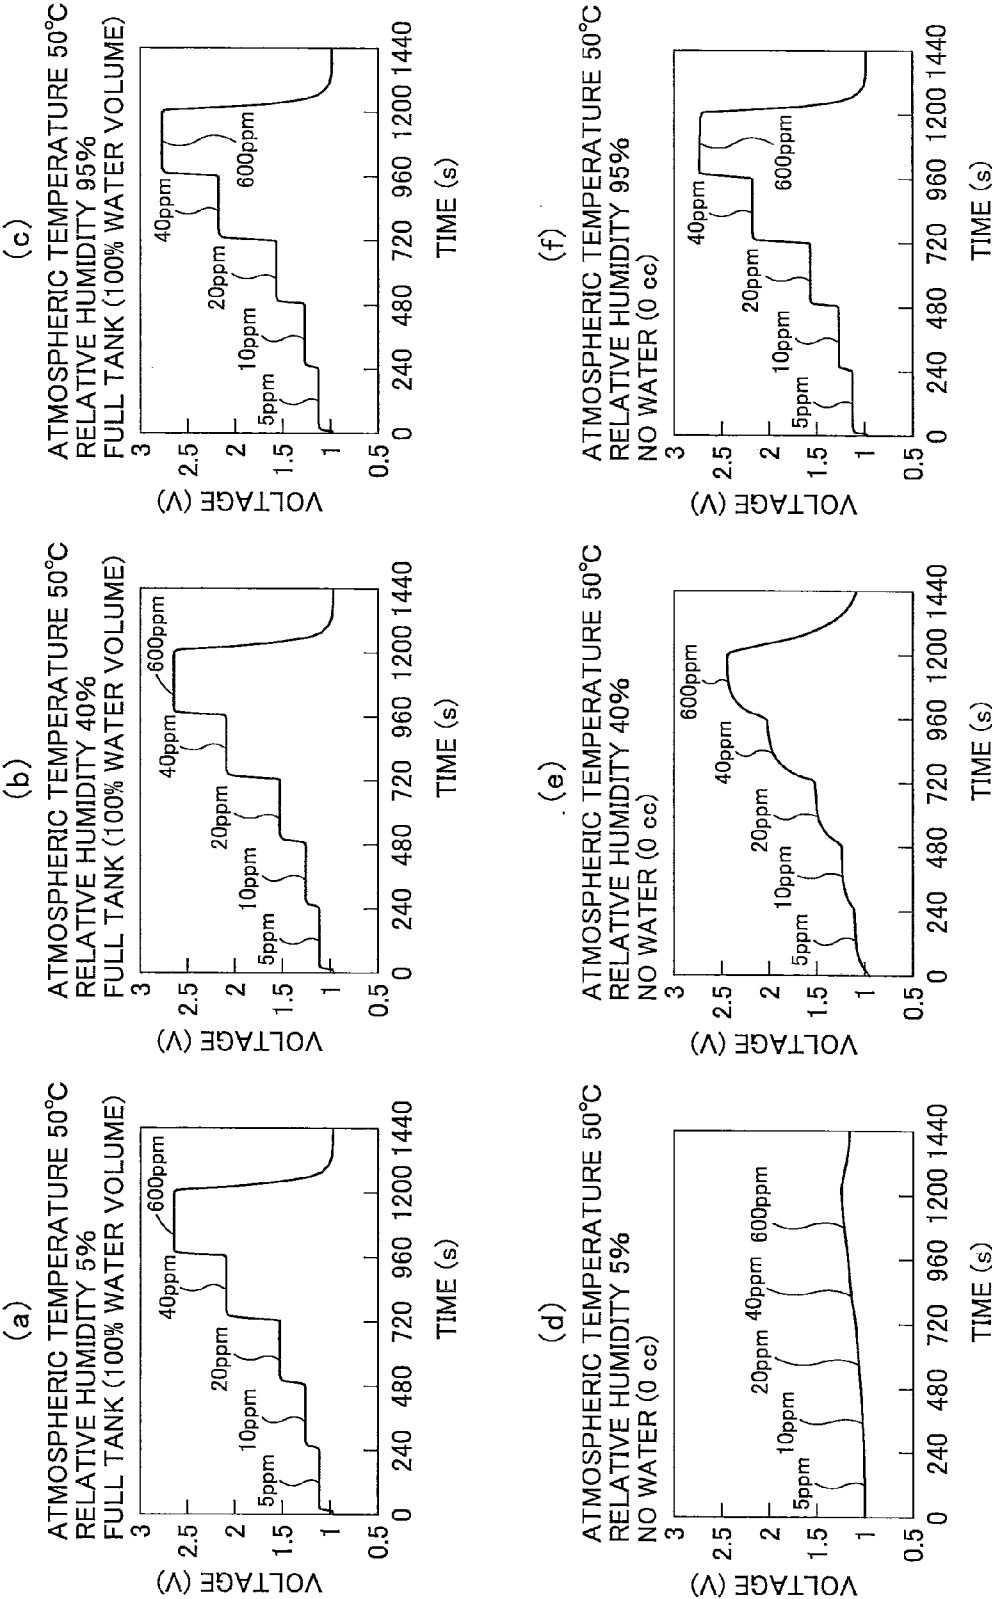 (a)
ATMOSPHERIC TEMPERATURE 50°C
RELATIVE HUMIDITY 5%
FULL TANK (100% WATER VOLUME)
VOLTAGE (V)
3
2.5
2
1.5
1
0.5
5ppm
10ppm
20ppm
40ppm
600ppm
0 240 480 720 960 1200 1440
TIME (s)
(b)
ATMOSPHERIC TEMPERATURE 50°C
RELATIVE HUMIDITY 40%
FULL TANK (100% WATER VOLUME)
VOLTAGE (V)
3
2.5
2
1.5
1
0.5
5ppm
10ppm
20ppm
40ppm
600ppm
0 240 480 720 960 1200 1440
TIME (s)
(c)
ATMOSPHERIC TEMPERATURE 50°C
RELATIVE HUMIDITY 95%
FULL TANK (100% WATER VOLUME)
VOLTAGE (V)
3
2.5
2
1.5
1
0.5
5ppm
10ppm
20ppm
40ppm
600ppm
0 240 480 720 960 1200 1440
TIME (s)
(d)
ATMOSPHERIC TEMPERATURE 50°C
RELATIVE HUMIDITY 5%
NO WATER (0 cc)
VOLTAGE (V)
3
2.5
2
1.5
1
0.5
5ppm
10ppm
20ppm
40ppm
600ppm
0 240 480 720 960 1200 1440
TIME (s)
(e)
ATMOSPHERIC TEMPERATURE 50°C
RELATIVE HUMIDITY 40%
NO WATER (0 cc)
VOLTAGE (V)
3
2.5
2
1.5
1
0.5
5ppm
10ppm
20ppm
40ppm
600ppm
0 240 480 720 960 1200 1440
TIME (s)
(f)
ATMOSPHERIC TEMPERATURE 50°C
RELATIVE HUMIDITY 95%
NO WATER (0 cc)
VOLTAGE (V)
3
2.5
2
1.5
1
0.5
5ppm
10ppm
20ppm
40ppm
600ppm
0 240 480 720 960 1200 1440
TIME (s)